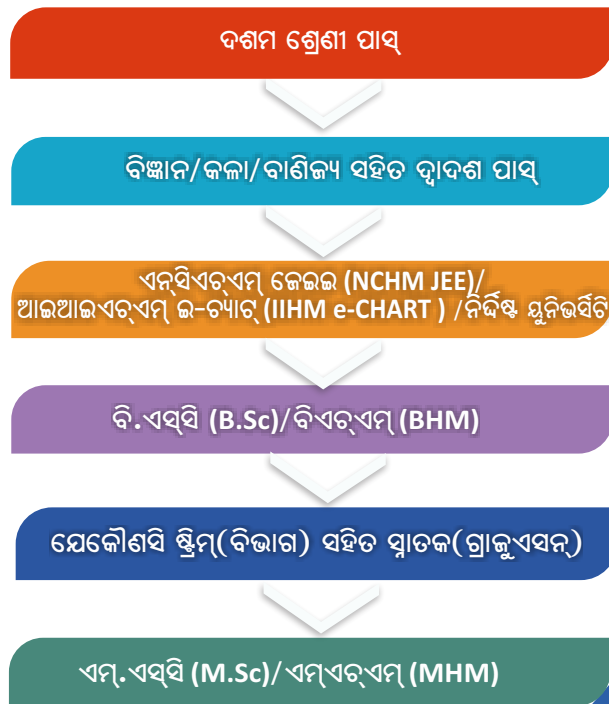 ଦଶମ ଶ୍ରେଣୀ ପାସ୍
ବିଜ୍ଞାନ/କଳା/ବାଣିଜ୍ୟ ସହିତ ଦ୍ୱାଦଶ ପାସ୍
ଏନ୍‌ସିଏଚ୍ଏମ୍ ଜେଇଇ (NCHM JEE)/
ଆଇଆଇଏଚ୍ଏମ୍ ଇ-ଚ୍ୟାଟ୍ (IIHM e-CHART ) /ନିର୍ଦ୍ଦିଷ୍ଟ ୟୁନିଭର୍ସିଟି
ବି.ଏସ୍‌ସି (B.Sc)/ବିଏଚ୍ଏମ୍ (BHM)
ଯେକୌଣସି ଷ୍ଟ୍ରିମ୍(ବିଭାଗ) ସହିତ ସ୍ନାତକ(ଗ୍ରାଜୁଏସନ୍)
ଏମ୍.ଏସ୍‌ସି (M.Sc)/ଏମ୍ଏଚ୍ଏମ୍ (MHM)